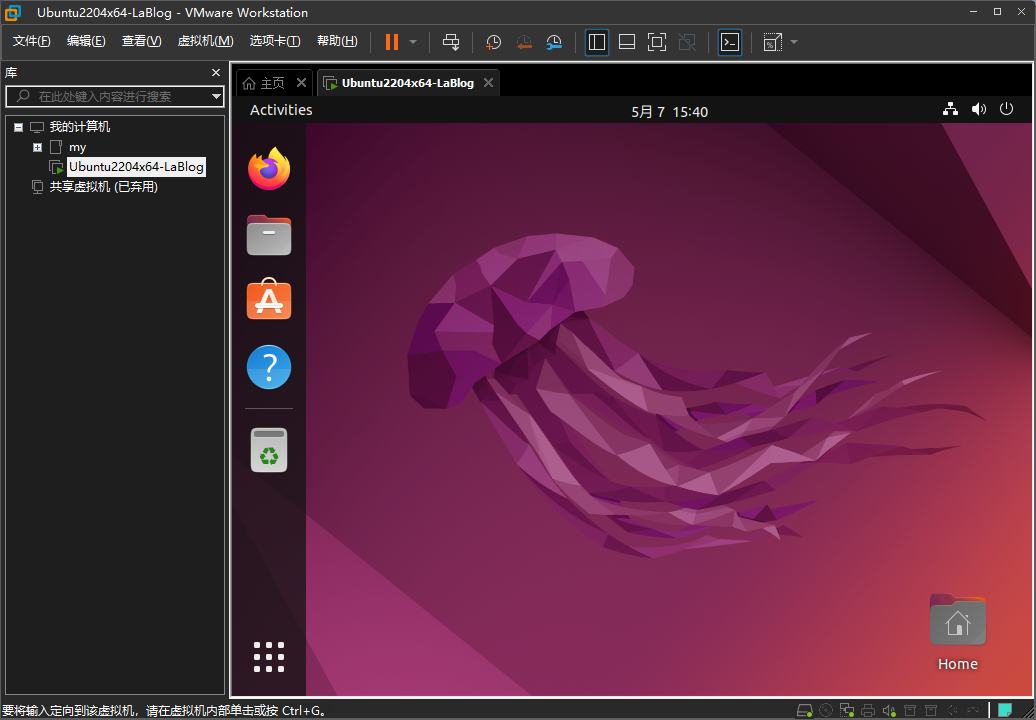 Ubuntu2204x64-LaBlog - VMware Workstation
文件(F) 编辑(E) 查看(V) 虚拟机(M) 选项卡(T) 帮助(H)
库
在此处键入内容进行搜索
我的计算机
my
Ubuntu2204x64-LaBlog
共享虚拟机 (已弃用)
主页 Ubuntu2204x64-LaBlog
Activities 5月 7 15:40
Home
要将输入定向到该虚拟机，请在虚拟机内部单击或按 Ctrl+G。